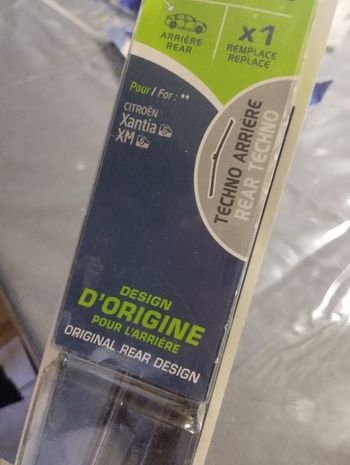 ARRIÈRE
REAR
x1
REMPLACE
REPLACE
Pour / For : **
CITROËN
Xantia
XM
TECHNO ARRIÈRE
REAR TECHNO
DESIGN
D'ORIGINE
POUR L'ARRIÈRE
ORIGINAL REAR DESIGN